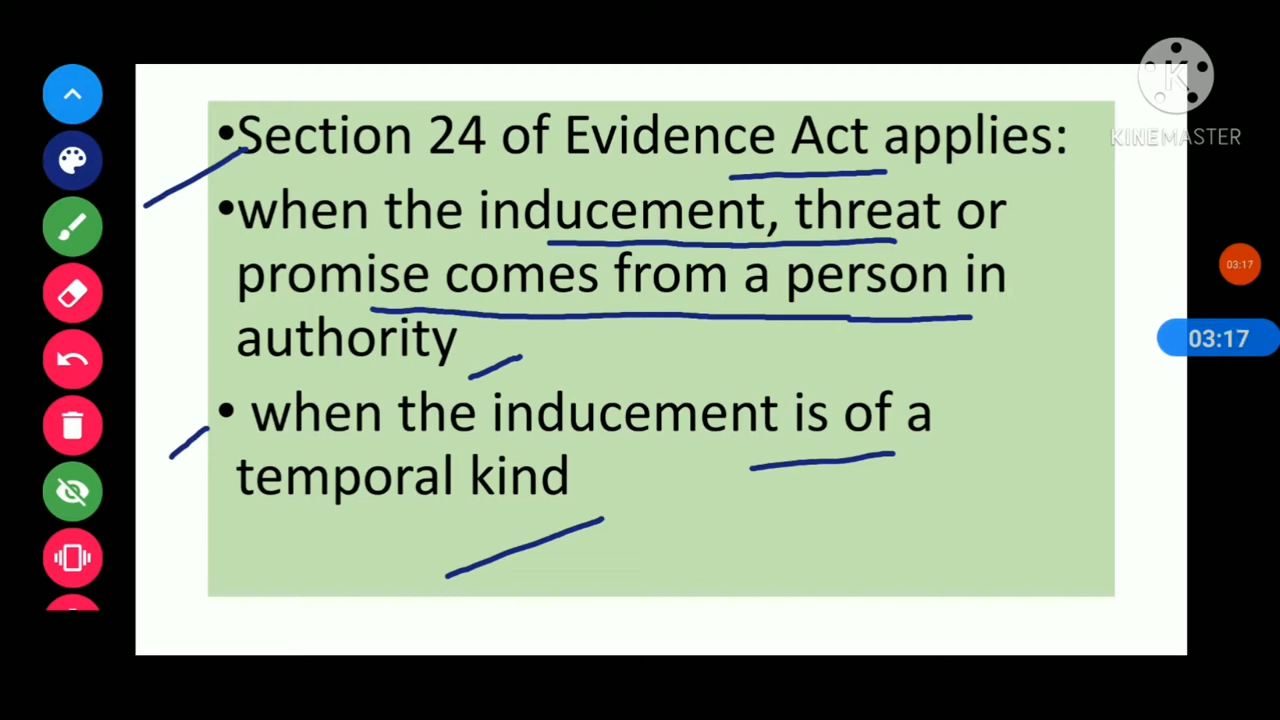 •Section 24 of Evidence Act applies:
•when the inducement, threat or
promise comes from a person in
authority
• when the inducement is of a
temporal kind
KINEMASTER
03:17
03:17